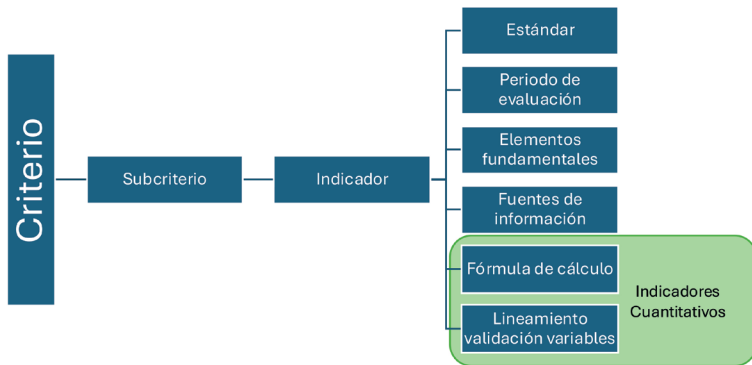 Criterio
Subcriterio
Indicador
Estándar
Periodo de
evaluación
Elementos
fundamentales
Fuentes de
información
Fórmula de cálculo
Lineamiento
validación variables
Indicadores
Cuantitativos